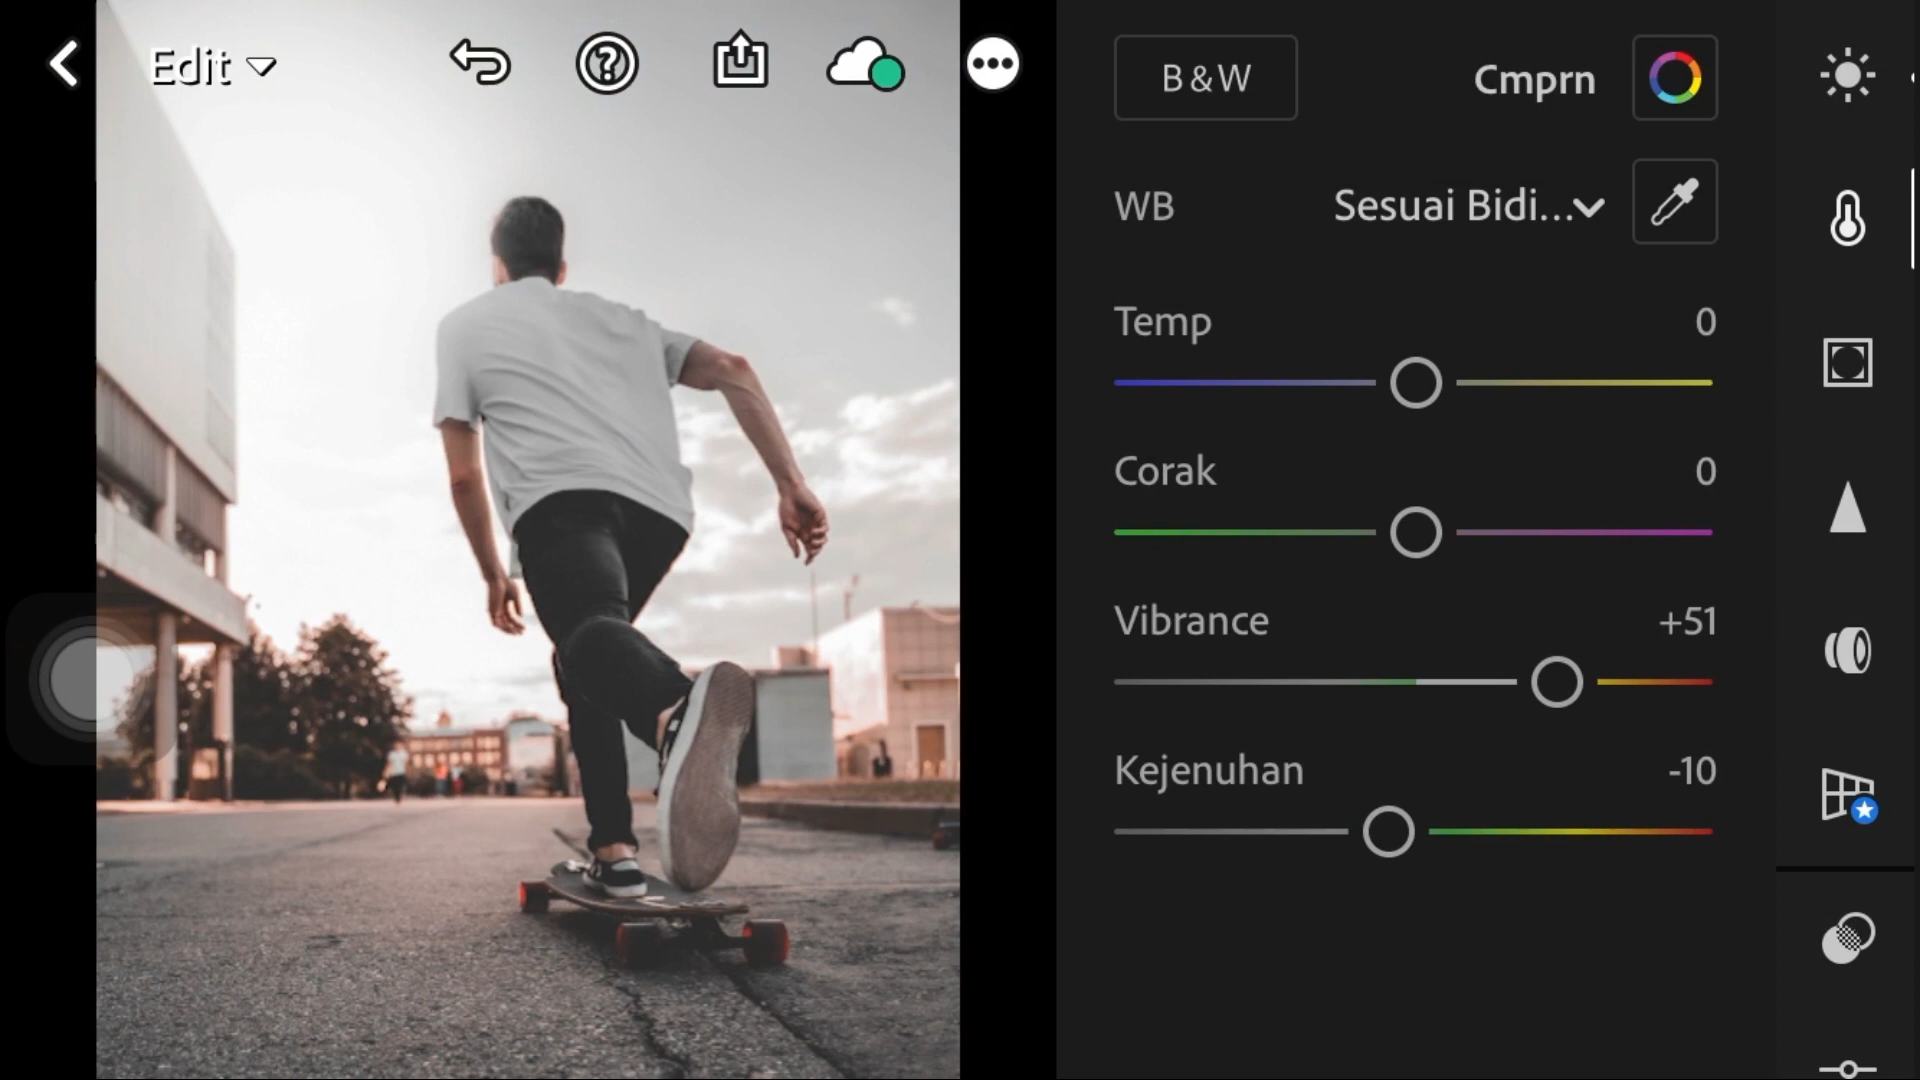 Edit
B&W
Cmprn
WB
Sesuai Bidi...
Temp
0
Corak
0
Vibrance
+51
Kejenuhan
-10